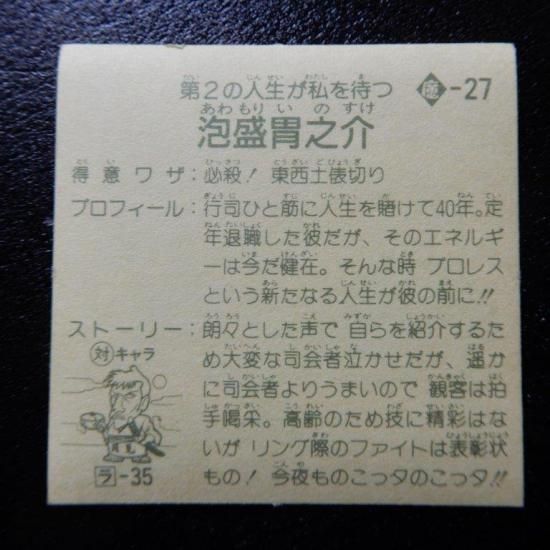 第2の人生が私を待つ
泡盛胃之介
得意ワザ:必殺!東西土俵切り
プロフィール:行司ひと筋に人生を賭けて40年。定
年退職した彼だが、そのエネルギ
ーは今だ健在。そんな時 プロレス
という新たなる人生が彼の前に!!
ストーリー:朗々とした声で自らを紹介するた
め大変な司会者泣かせだが、遥か
に司会者よりうまいので 観客は拍
手喝采。高齢のため技に精彩はな
いが リング際のファイトは表彰状
もの! 今夜ものこッタのこッタ!!
対キャラ
ラ-35
-27